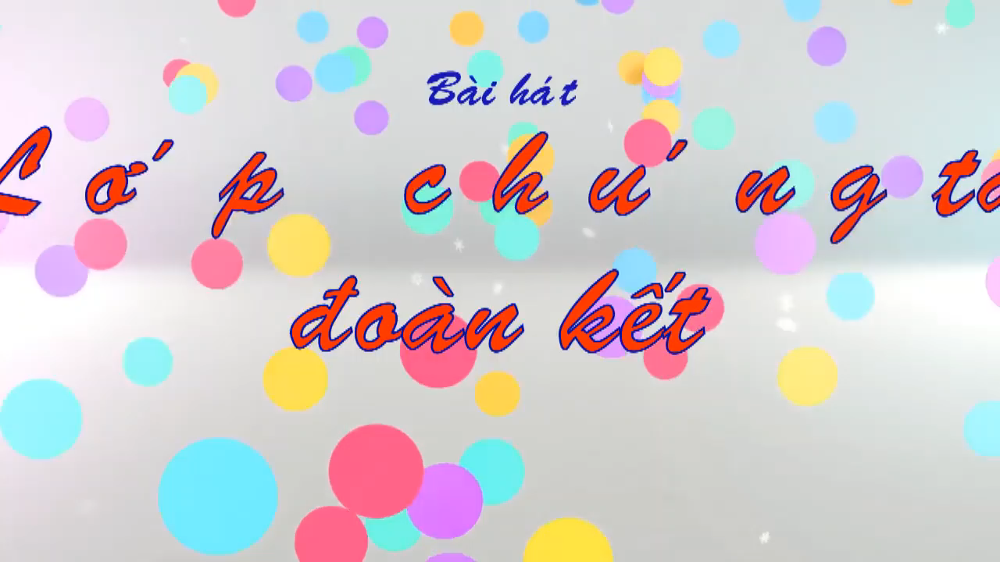 Bài hát
Lớp chúng ta
đoàn kết